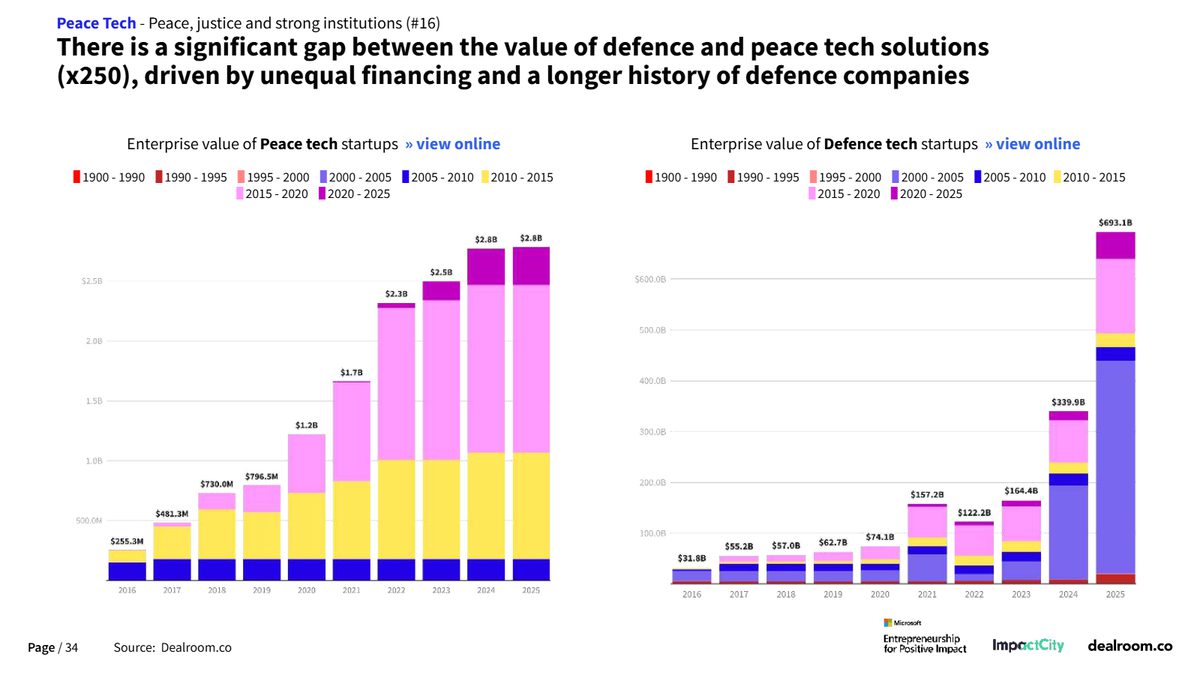 Peace Tech - Peace, justice and strong institutions (#16)
There is a significant gap between the value of defence and peace tech solutions
(x250), driven by unequal financing and a longer history of defence companies
Enterprise value of Peace tech startups » view online
1900 - 1990 1990 - 1995 1995 - 2000 2000 - 2005 2005 - 2010 2010 - 2015
2015 - 2020 2020 - 2025
$2.8B $2.8B
$2.5B
$2.5B
$2.3B
2.0B
$1.7B
1.5B
$1.2B
1.0B
$796.5M
$730.0M
$481.3M
500.0M
$255.3M
2016 2017 2018 2019 2020 2021 2022 2023 2024 2025
Enterprise value of Defence tech startups » view online
1900 - 1990 1990 - 1995 1995 - 2000 2000 - 2005 2005 - 2010 2010 - 2015
2015 - 2020 2020 - 2025
$693.1B
$600.0B
500.0B
400.0B
$339.9B
300.0B
200.0B
$157.2B
$122.2B
$164.4B
100.0B
$31.8B
$55.2B
$57.0B
$62.7B
$74.1B
2016 2017 2018 2019 2020 2021 2022 2023 2024 2025
Page / 34
Source: Dealroom.co
Microsoft
Entrepreneurship
for Positive Impact
ImpactCity
dealroom.co